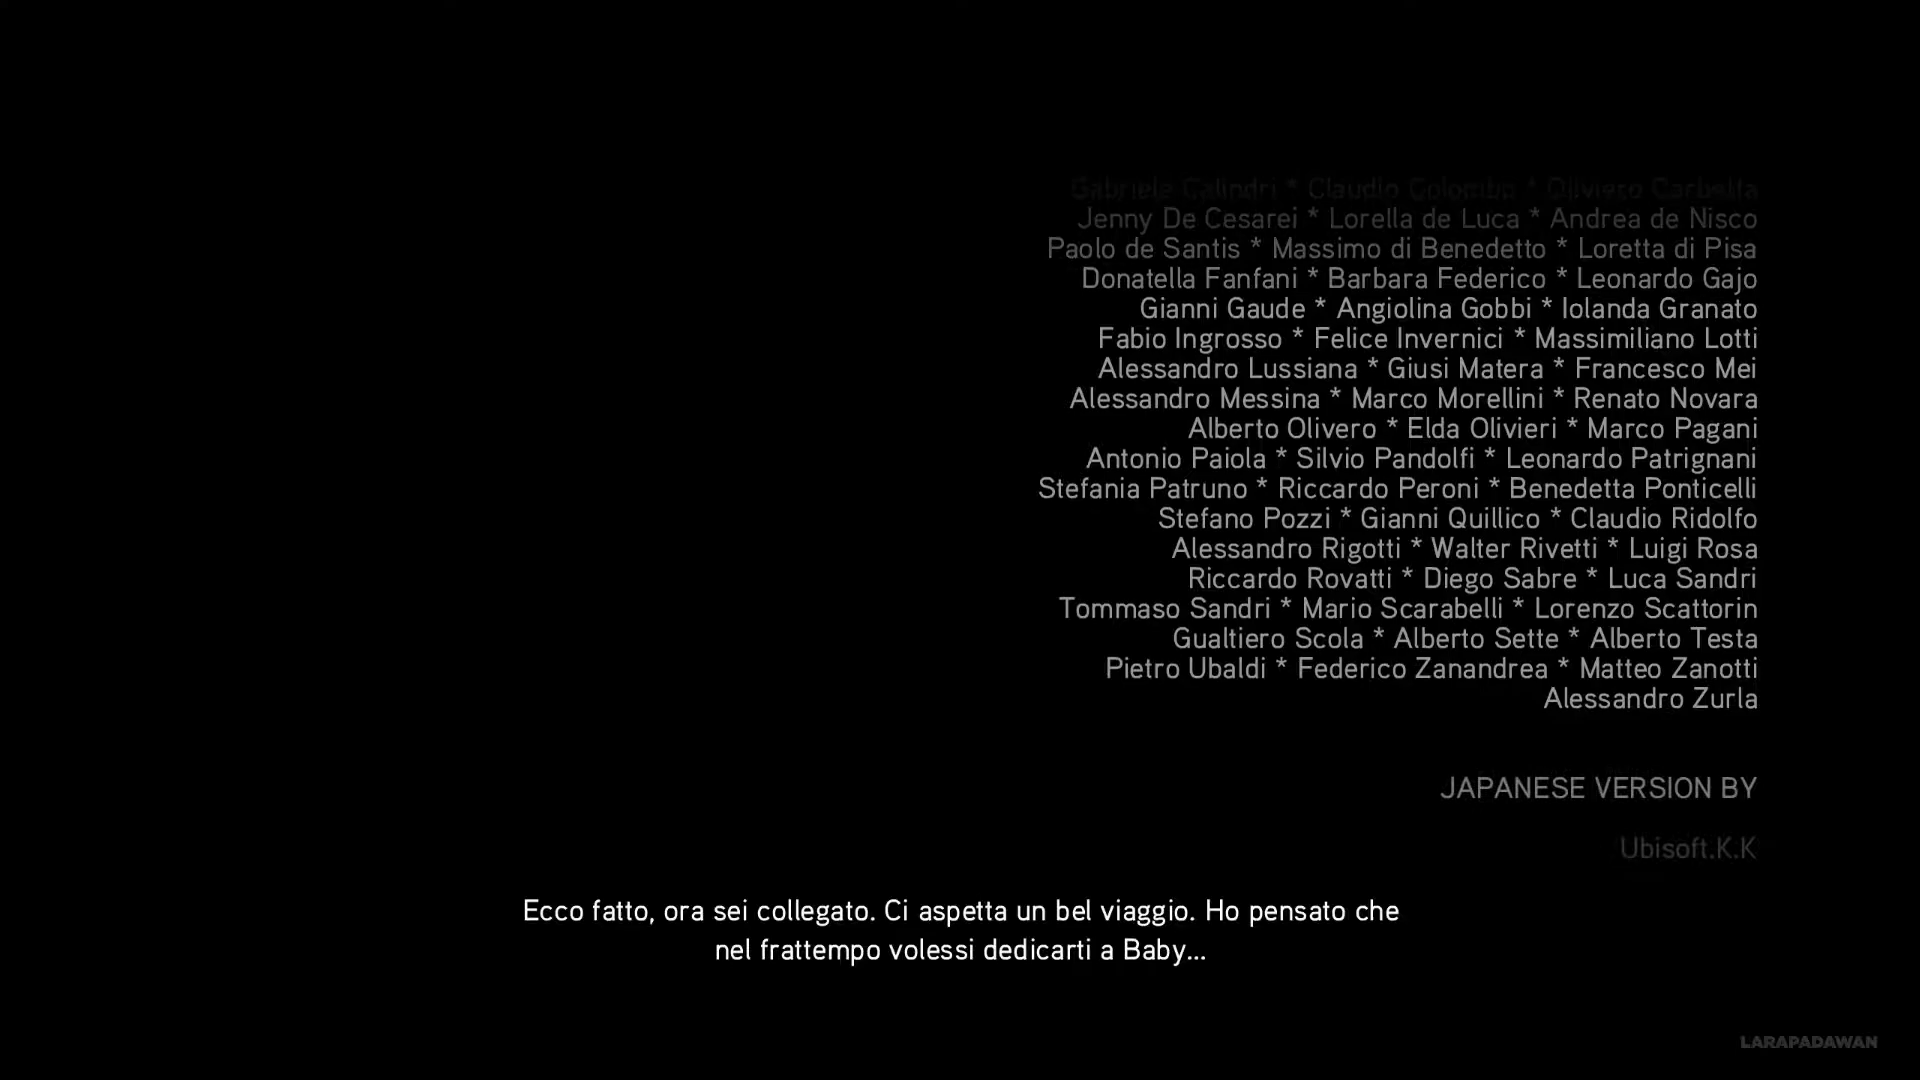 Gabriele Calindri * Claudio Colombo * Oliviero Corbetta
Jenny De Cesarei * Lorella de Luca * Andrea de Nisco
Paolo de Santis * Massimo di Benedetto * Loretta di Pisa
Donatella Fanfani * Barbara Federico * Leonardo Gajo
Gianni Gaude * Angiolina Gobbi * Iolanda Granato
Fabio Ingrosso * Felice Invernici * Massimiliano Lotti
Alessandro Lussiana * Giusi Matera * Francesco Mei
Alessandro Messina * Marco Morellini * Renato Novara
Alberto Olivero * Elda Olivieri * Marco Pagani
Antonio Paiola * Silvio Pandolfi * Leonardo Patrignani
Stefania Patruno * Riccardo Peroni * Benedetta Ponticelli
Stefano Pozzi * Gianni Quillico * Claudio Ridolfo
Alessandro Rigotti * Walter Rivetti * Luigi Rosa
Riccardo Rovatti * Diego Sabre * Luca Sandri
Tommaso Sandri * Mario Scarabelli * Lorenzo Scattorin
Gualtiero Scola * Alberto Sette * Alberto Testa
Pietro Ubaldi * Federico Zanandrea * Matteo Zanotti
Alessandro Zurla
JAPANESE VERSION BY
Ubisoft.K.K
Ecco fatto, ora sei collegato. Ci aspetta un bel viaggio. Ho pensato che
nel frattempo volessi dedicarti a Baby...
LARAPADAWAN